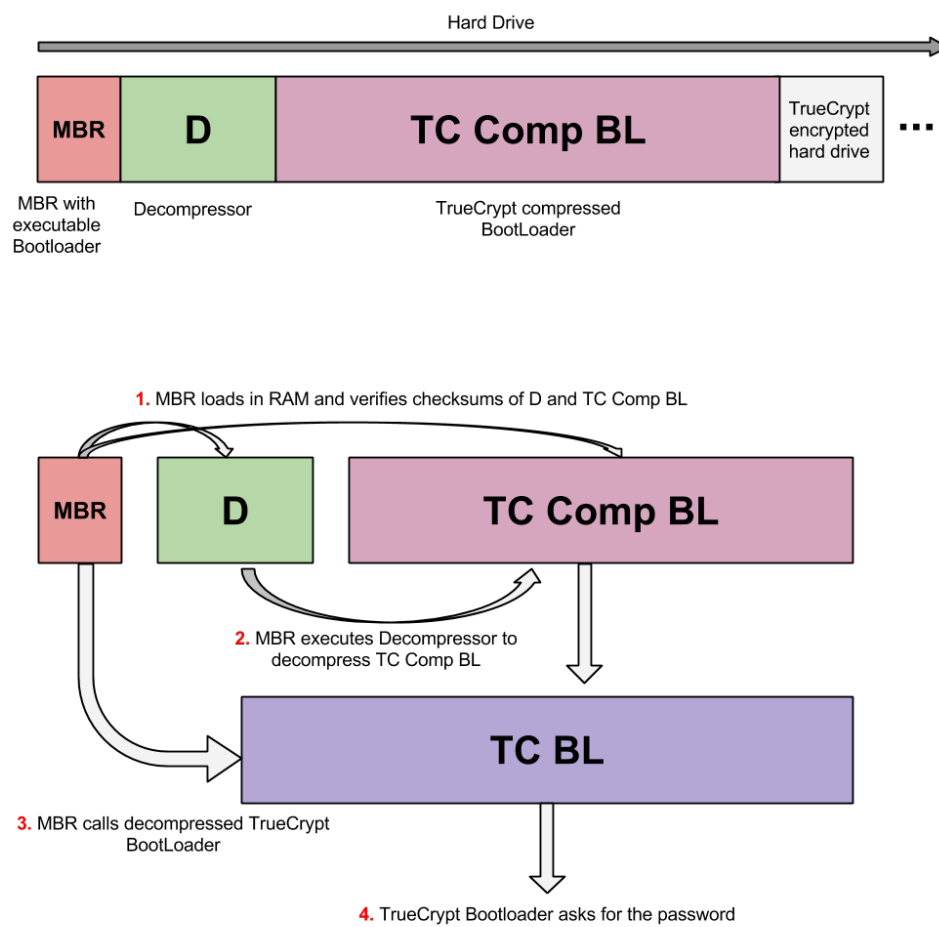 Hard Drive
MBR
D
TC Comp BL
TrueCrypt
encrypted
hard drive
...
MBR with
executable
Bootloader
Decompressor
TrueCrypt compressed
BootLoader
1. MBR loads in RAM and verifies checksums of D and TC Comp BL
MBR
D
TC Comp BL
2. MBR executes Decompressor to
decompress TC Comp BL
TC BL
3. MBR calls decompressed TrueCrypt
BootLoader
4. TrueCrypt Bootloader asks for the password